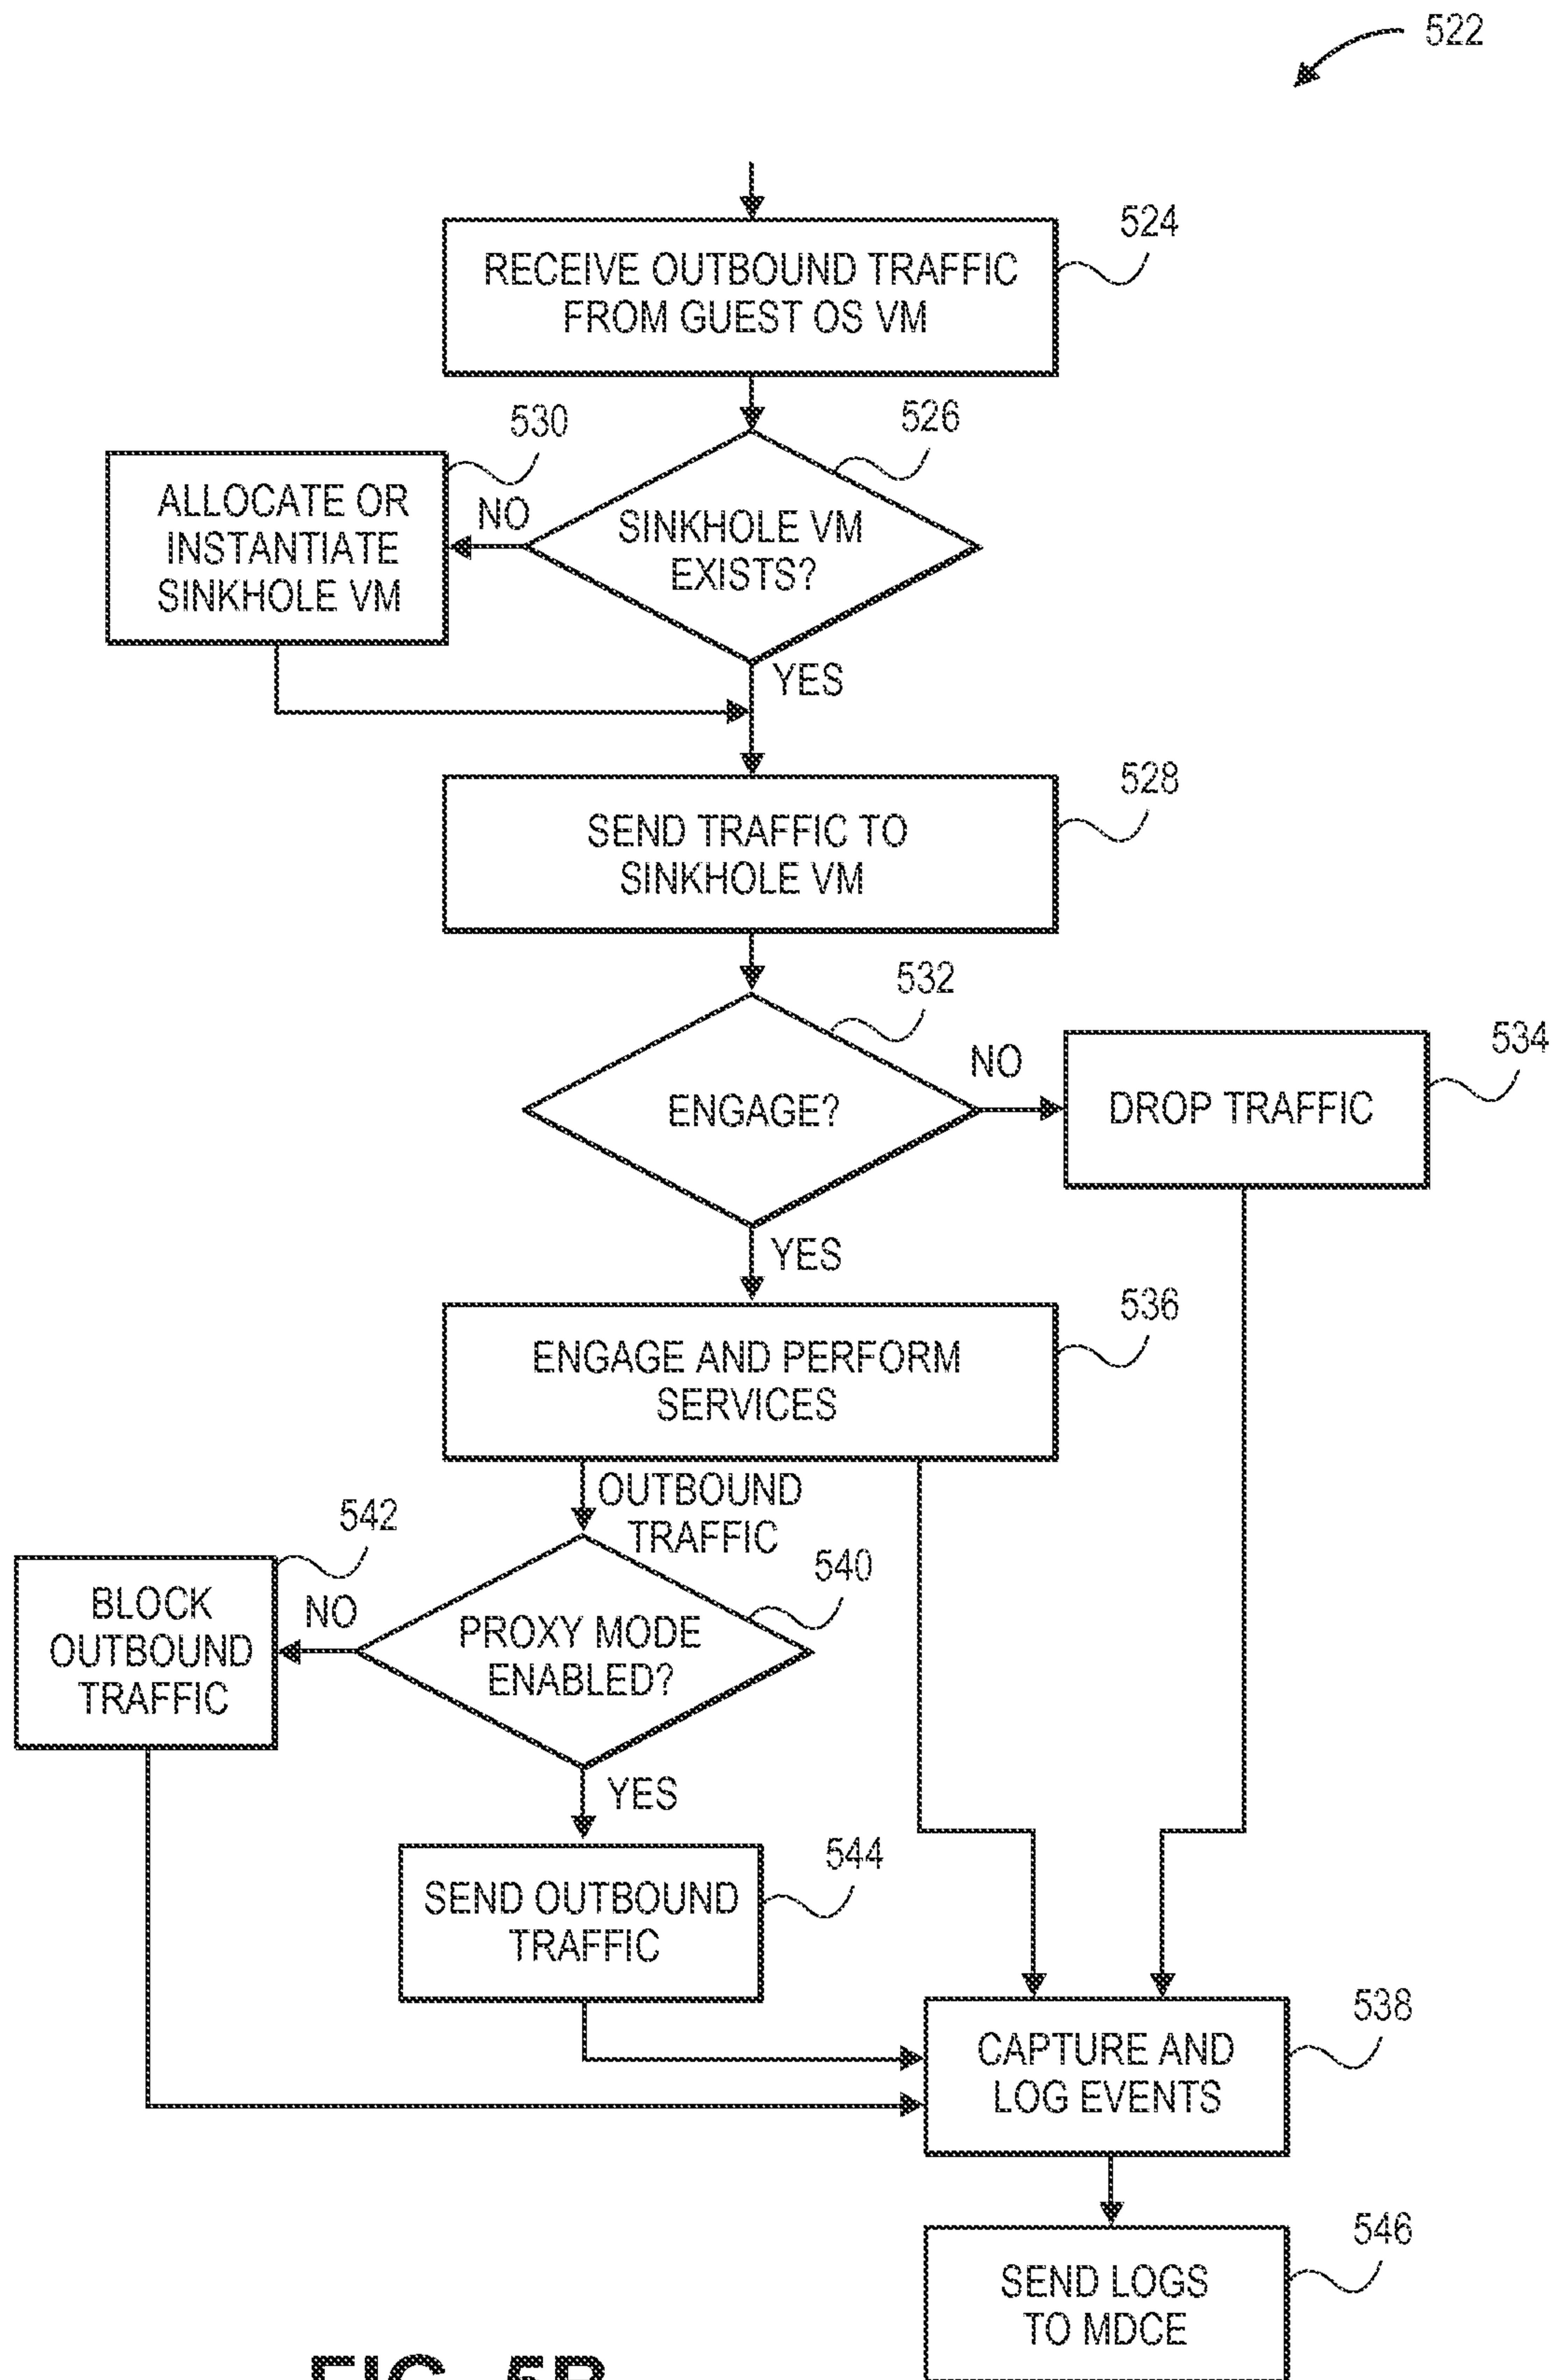 522
524
RECEIVE OUTBOUND TRAFFIC
FROM GUEST OS VM
530
526
ALLOCATE OR
INSTANTIATE
SINKHOLE VM
NO
SINKHOLE VM
EXISTS?
YES
528
SEND TRAFFIC TO
SINKHOLE VM
532
534
NO
ENGAGE?
DROP TRAFFIC
YES
536
ENGAGE AND PERFORM
SERVICES
OUTBOUND
TRAFFIC
542
540
BLOCK
OUTBOUND
TRAFFIC
NO
PROXY MODE
ENABLED?
YES
544
SEND OUTBOUND
TRAFFIC
538
CAPTURE AND
LOG EVENTS
546
SEND LOGS
TO MDCE
FIG. 5B